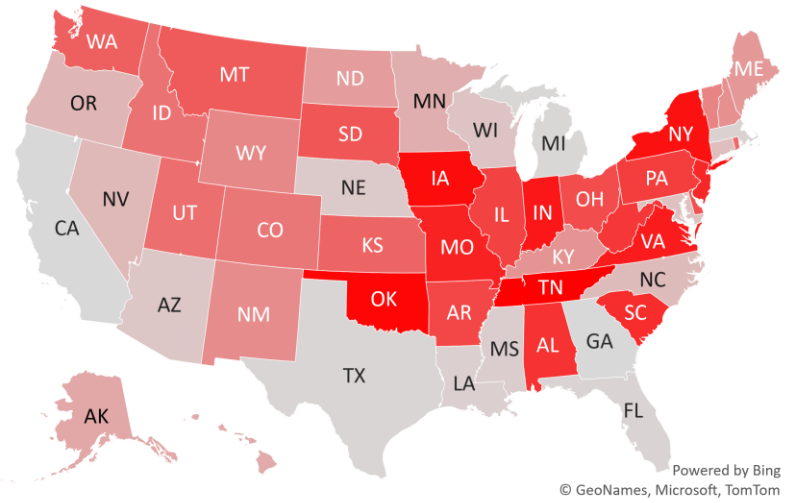 WA
MT
ND
MN
ME
OR
ID
SD
WI
MI
NY
WY
IA
PA
NE
NV
UT
CO
IL
IN
OH
CA
KS
MO
KY
VA
AZ
NM
OK
AR
TN
NC
SC
TX
MS
AL
GA
LA
FL
AK
Powered by Bing
© GeoNames, Microsoft, TomTom